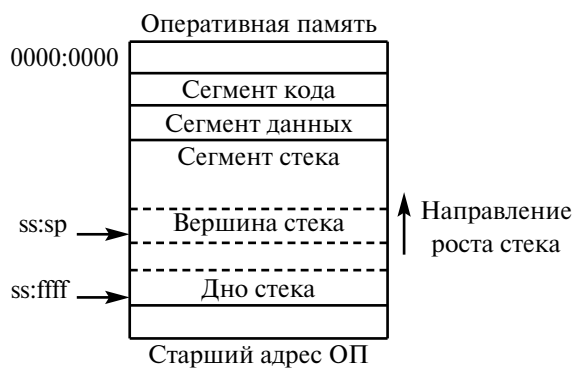 Оперативная память
0000:0000
Сегмент кода
Сегмент данных
Сегмент стека
ss:sp
Вершина стека
Направление
роста стека
ss:ffff
Дно стека
Старший адрес ОП